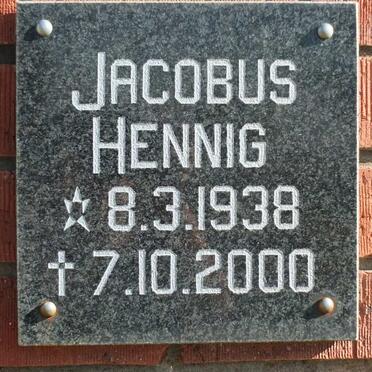 JACOBUS
HENNIG
☆ 8.3.1938
✝ 7.10.2000